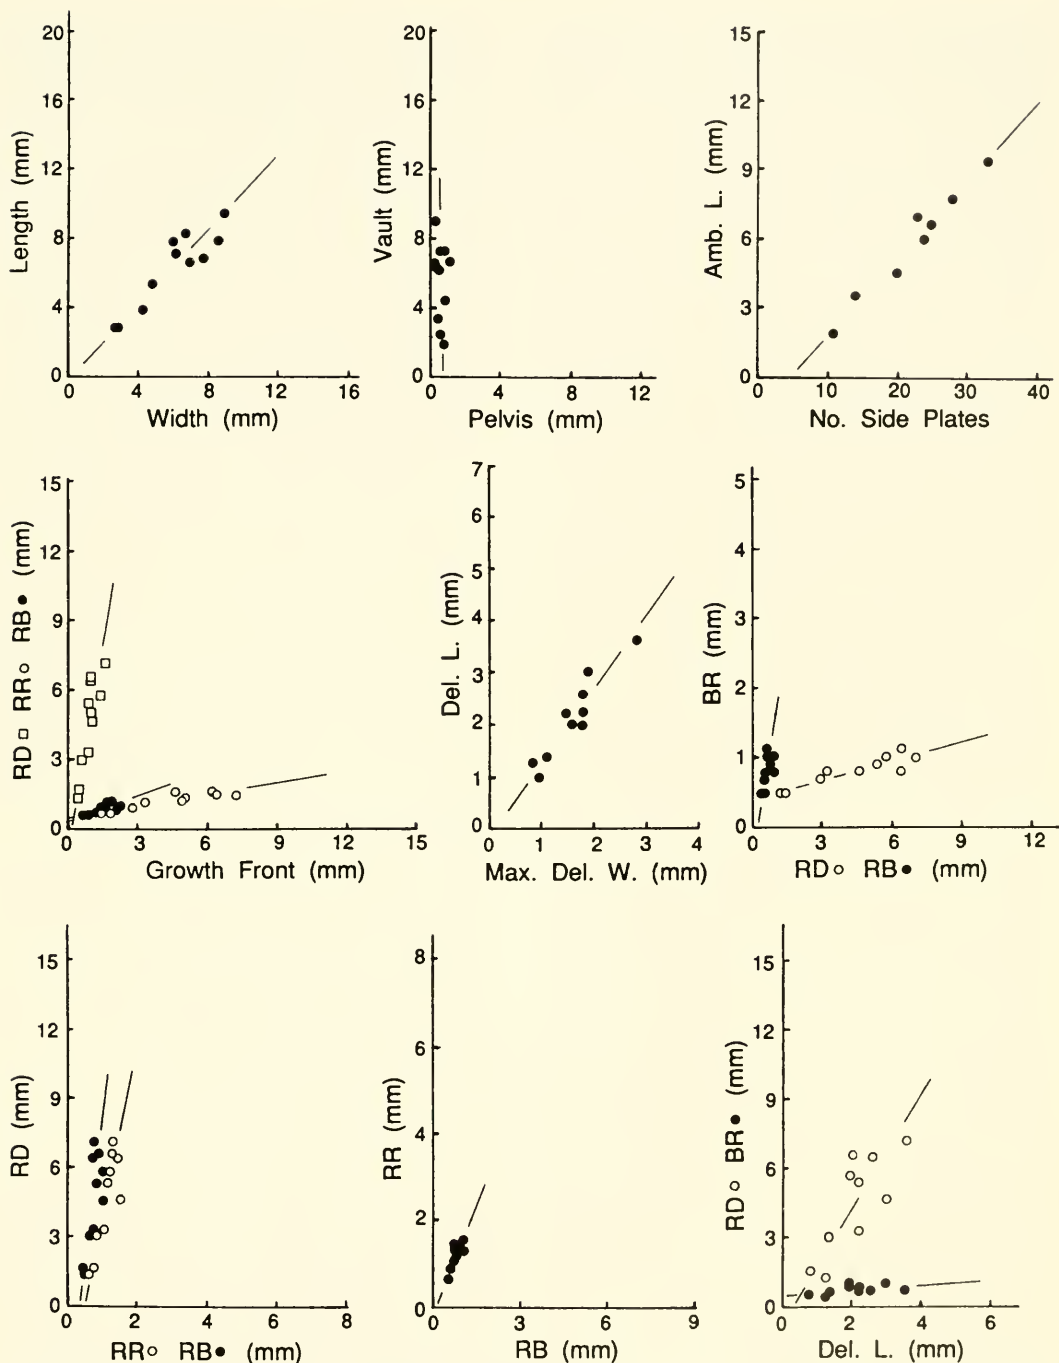 20
16
12
8
4
0
Length (mm)
0 4 8 12 16
Width (mm)
20
16
12
8
4
0
Vault (mm)
0 4 8 12
Pelvis (mm)
15
12
9
6
3
0
Amb. L. (mm)
0 10 20 30 40
No. Side Plates
15
12
9
6
3
0
RD□ RR○ RB● (mm)
0 3 6 9 12 15
Growth Front (mm)
7
6
5
4
3
2
1
0
Del. L. (mm)
0 1 2 3 4
Max. Del. W. (mm)
5
4
3
2
1
0
BR (mm)
0 3 6 9 12
RD○ RB● (mm)
15
12
9
6
3
0
RD (mm)
0 2 4 6 8
RR○ RB● (mm)
8
6
4
2
0
RR (mm)
0 3 6 9
RB (mm)
15
12
9
6
3
0
RD○ BR● (mm)
0 2 4 6
Del. L. (mm)